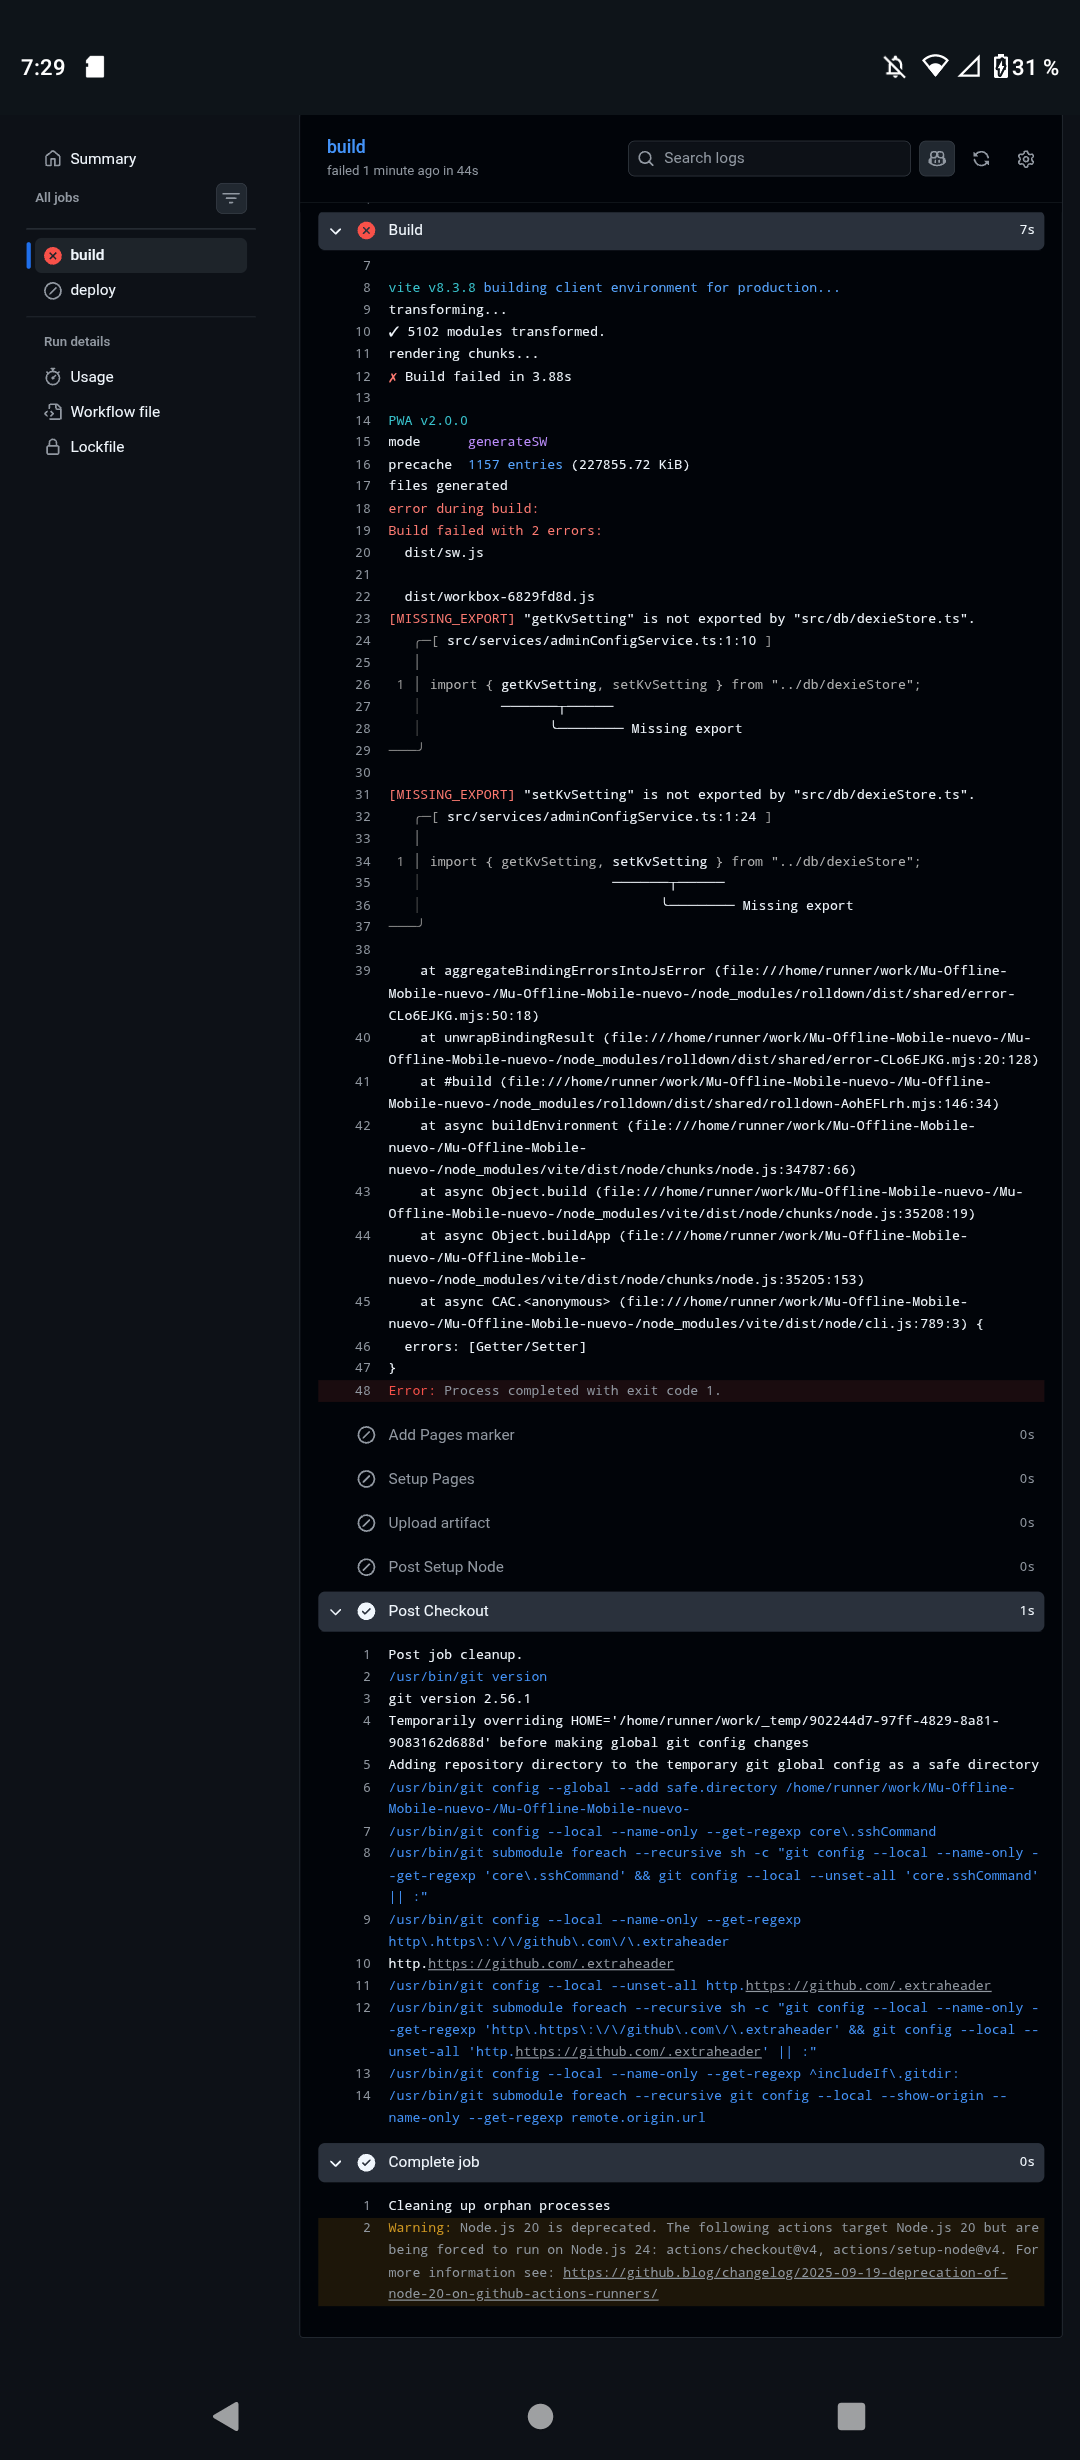 7:29
31 %
Summary
All jobs
build
deploy
Run details
Usage
Workflow file
Lockfile
build
failed 1 minute ago in 44s
Search logs
Build 7s
7
8 vite v8.3.8 building client environment for production...
9 transforming...
10 ✓ 5102 modules transformed.
11 rendering chunks...
12 ✗ Build failed in 3.88s
13
14 PWA v2.0.0
15 mode      generateSW
16 precache  1157 entries (227855.72 KiB)
17 files generated
18 error during build:
19 Build failed with 2 errors:
20   dist/sw.js
21
22   dist/workbox-6829fd8d.js
23 [MISSING_EXPORT] "getKvSetting" is not exported by "src/db/dexieStore.ts".
24    ╭─[ src/services/adminConfigService.ts:1:10 ]
25    │
26  1 │ import { getKvSetting, setKvSetting } from "../db/dexieStore";
27    │          ──────┬──────
28    │                ╰──────── Missing export
29 ───╯
30
31 [MISSING_EXPORT] "setKvSetting" is not exported by "src/db/dexieStore.ts".
32    ╭─[ src/services/adminConfigService.ts:1:24 ]
33    │
34  1 │ import { getKvSetting, setKvSetting } from "../db/dexieStore";
35    │                        ──────┬──────
36    │                              ╰──────── Missing export
37 ───╯
38
39     at aggregateBindingErrorsIntoJsError (file:///home/runner/work/Mu-Offline-
Mobile-nuevo-/Mu-Offline-Mobile-nuevo-/node_modules/rolldown/dist/shared/error-
CLo6EJKG.mjs:50:18)
40     at unwrapBindingResult (file:///home/runner/work/Mu-Offline-Mobile-nuevo-/Mu-
Offline-Mobile-nuevo-/node_modules/rolldown/dist/shared/error-CLo6EJKG.mjs:20:128)
41     at #build (file:///home/runner/work/Mu-Offline-Mobile-nuevo-/Mu-Offline-
Mobile-nuevo-/node_modules/rolldown/dist/shared/rolldown-AohEFLrh.mjs:146:34)
42     at async buildEnvironment (file:///home/runner/work/Mu-Offline-Mobile-
nuevo-/Mu-Offline-Mobile-
nuevo-/node_modules/vite/dist/node/chunks/node.js:34787:66)
43     at async Object.build (file:///home/runner/work/Mu-Offline-Mobile-nuevo-/Mu-
Offline-Mobile-nuevo-/node_modules/vite/dist/node/chunks/node.js:35208:19)
44     at async Object.buildApp (file:///home/runner/work/Mu-Offline-Mobile-
nuevo-/Mu-Offline-Mobile-
nuevo-/node_modules/vite/dist/node/chunks/node.js:35205:153)
45     at async CAC.<anonymous> (file:///home/runner/work/Mu-Offline-Mobile-
nuevo-/Mu-Offline-Mobile-nuevo-/node_modules/vite/dist/node/cli.js:789:3) {
46   errors: [Getter/Setter]
47 }
48 Error: Process completed with exit code 1.
Add Pages marker 0s
Setup Pages 0s
Upload artifact 0s
Post Setup Node 0s
Post Checkout 1s
1 Post job cleanup.
2 /usr/bin/git version
3 git version 2.56.1
4 Temporarily overriding HOME='/home/runner/work/_temp/902244d7-97ff-4829-8a81-
9083162d688d' before making global git config changes
5 Adding repository directory to the temporary git global config as a safe directory
6 /usr/bin/git config --global --add safe.directory /home/runner/work/Mu-Offline-
Mobile-nuevo-/Mu-Offline-Mobile-nuevo-
7 /usr/bin/git config --local --name-only --get-regexp core\.sshCommand
8 /usr/bin/git submodule foreach --recursive sh -c "git config --local --name-only -
-get-regexp 'core\.sshCommand' && git config --local --unset-all 'core.sshCommand'
|| :"
9 /usr/bin/git config --local --name-only --get-regexp
http\.https\:\/\/github\.com\/\.extraheader
10 http.https://github.com/.extraheader
11 /usr/bin/git config --local --unset-all http.https://github.com/.extraheader
12 /usr/bin/git submodule foreach --recursive sh -c "git config --local --name-only -
-get-regexp 'http\.https\:\/\/github\.com\/\.extraheader' && git config --local --
unset-all 'http.https://github.com/.extraheader' || :"
13 /usr/bin/git config --local --name-only --get-regexp ^includeIf\.gitdir:
14 /usr/bin/git submodule foreach --recursive git config --local --show-origin --
name-only --get-regexp remote.origin.url
Complete job 0s
1 Cleaning up orphan processes
2 Warning: Node.js 20 is deprecated. The following actions target Node.js 20 but are
being forced to run on Node.js 24: actions/checkout@v4, actions/setup-node@v4. For
more information see: https://github.blog/changelog/2025-09-19-deprecation-of-
node-20-on-github-actions-runners/